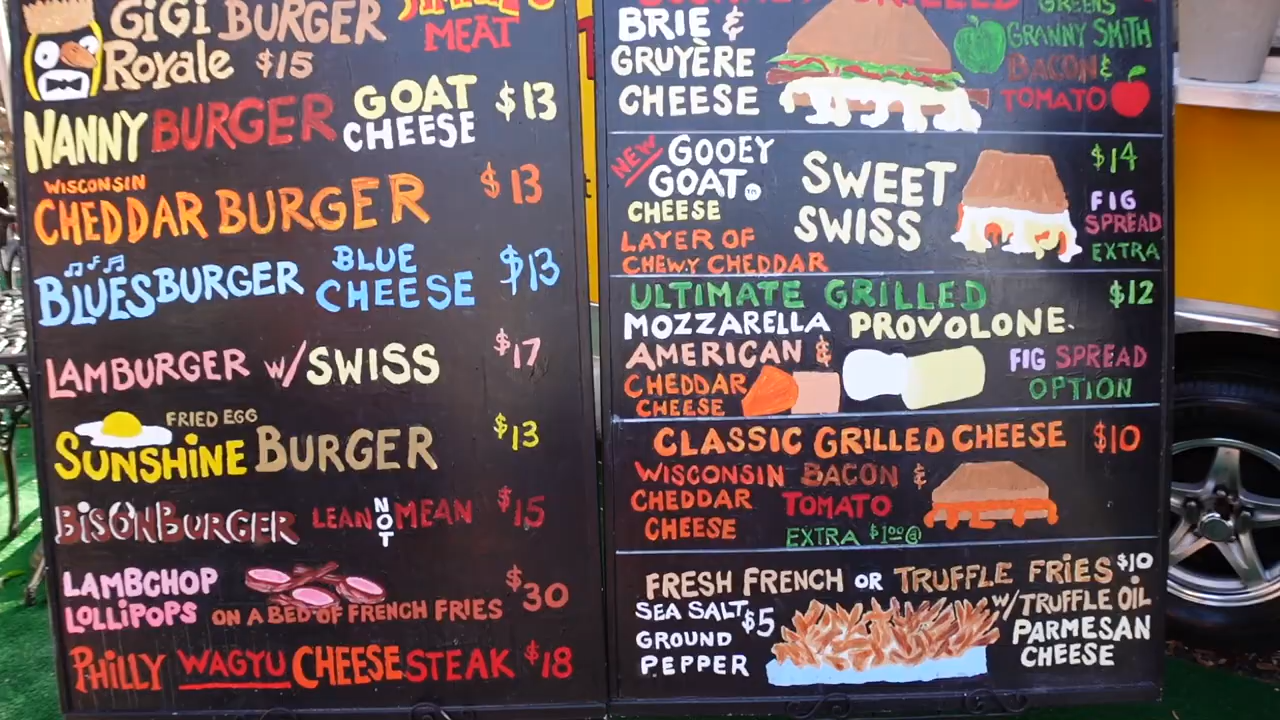 GiGi BURGER
Royale $15
MEAT
NANNY BURGER GOAT CHEESE $13
WISCONSIN
CHEDDAR BURGER $13
BLUESBURGER BLUE CHEESE $13
LAMBURGER w/SWISS $17
FRIED EGG
SUNSHINE BURGER $13
BISONBURGER LEAN NOT MEAN $15
LAMBCHOP
LOLLIPOPS ON A BED OF FRENCH FRIES $30
PHILLY WAGYU CHEESESTEAK $18
GREENS
BRIE &
GRUYÈRE
CHEESE
GRANNY SMITH
BACON &
TOMATO
NEW GOOEY
GOAT
CHEESE
LAYER OF
CHEWY CHEDDAR
SWEET
SWISS
$14
FIG
SPREAD
EXTRA
ULTIMATE GRILLED $12
MOZZARELLA PROVOLONE
AMERICAN &
CHEDDAR
CHEESE
FIG SPREAD
OPTION
CLASSIC GRILLED CHEESE $10
WISCONSIN BACON &
CHEDDAR TOMATO
CHEESE
EXTRA $1.00 @
FRESH FRENCH OR TRUFFLE FRIES $10
SEA SALT $5
GROUND
PEPPER
w/TRUFFLE OIL
PARMESAN
CHEESE